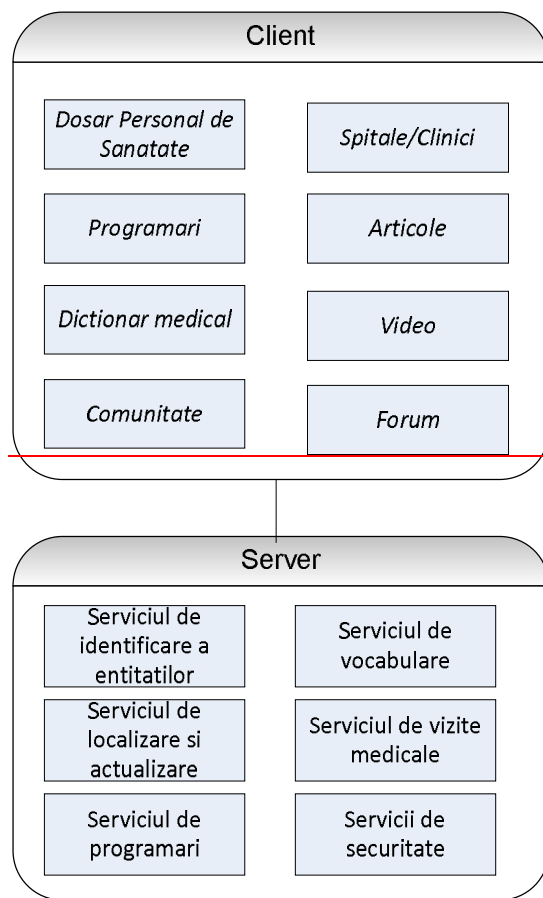 Client
Dosar Personal de
Sanatate
Spitale/Clinici
Programari
Articole
Dictionar medical
Video
Comunitate
Forum
Server
Serviciul de
identificare a
entitatilor
Serviciul de
vocabulare
Serviciul de
localizare si
actualizare
Serviciul de vizite
medicale
Serviciul de
programari
Servicii de
securitate